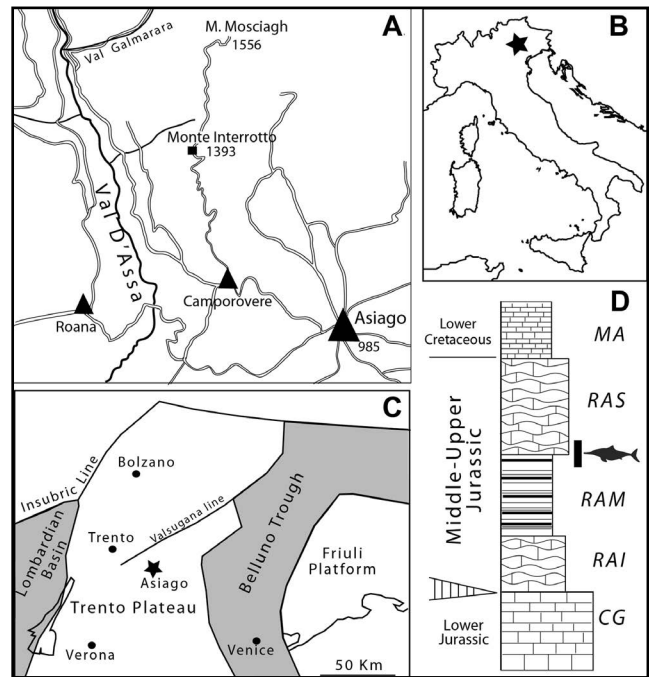 A
Val Galmarara
M. Mosciagh
1556
Monte Interrotto
1393
Val D'Assa
Roana
Camporovere
Asiago
985
B
C
Insubric Line
Bolzano
Valsugana line
Lombardian
Basin
Trento
Asiago
Trento Plateau
Belluno Trough
Friuli
Platform
Verona
Venice
50 Km
D
Lower
Cretaceous
MA
Middle-Upper
Jurassic
RAS
RAM
RAI
Lower
Jurassic
CG